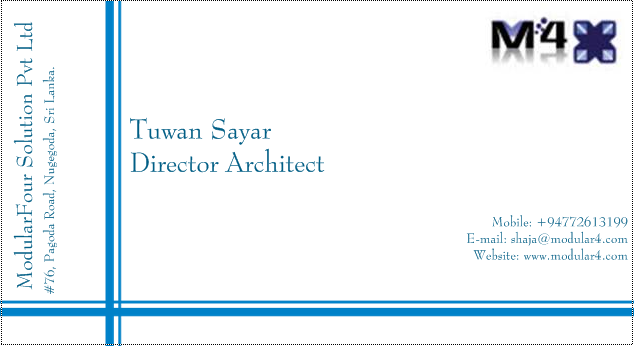 ModularFour Solution Pvt Ltd
#76, Pagoda Road, Nugegoda, Sri Lanka.
M4
Tuwan Sayar
Director Architect
Mobile: +94772613199
E-mail: shaja@modular4.com
Website: www.modular4.com